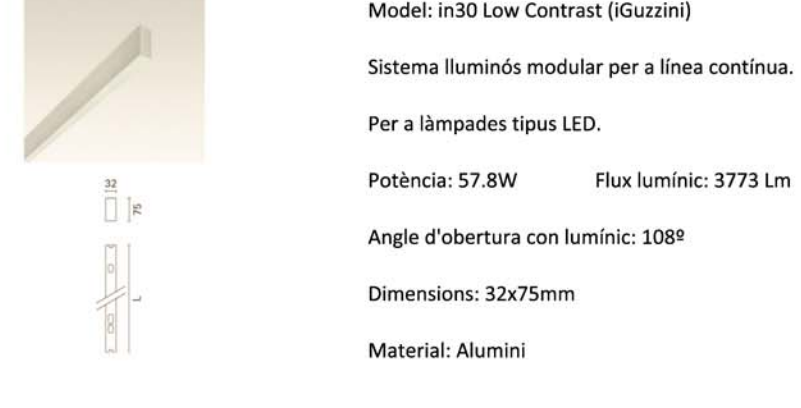 Model: in30 Low Contrast (iGuzzini)
Sistema lluminós modular per a línea contínua.
Per a làmpades tipus LED.
Potència: 57.8W Flux lumínic: 3773 Lm
Angle d'obertura con lumínic: 108º
Dimensions: 32x75mm
Material: Alumini
32
75
L